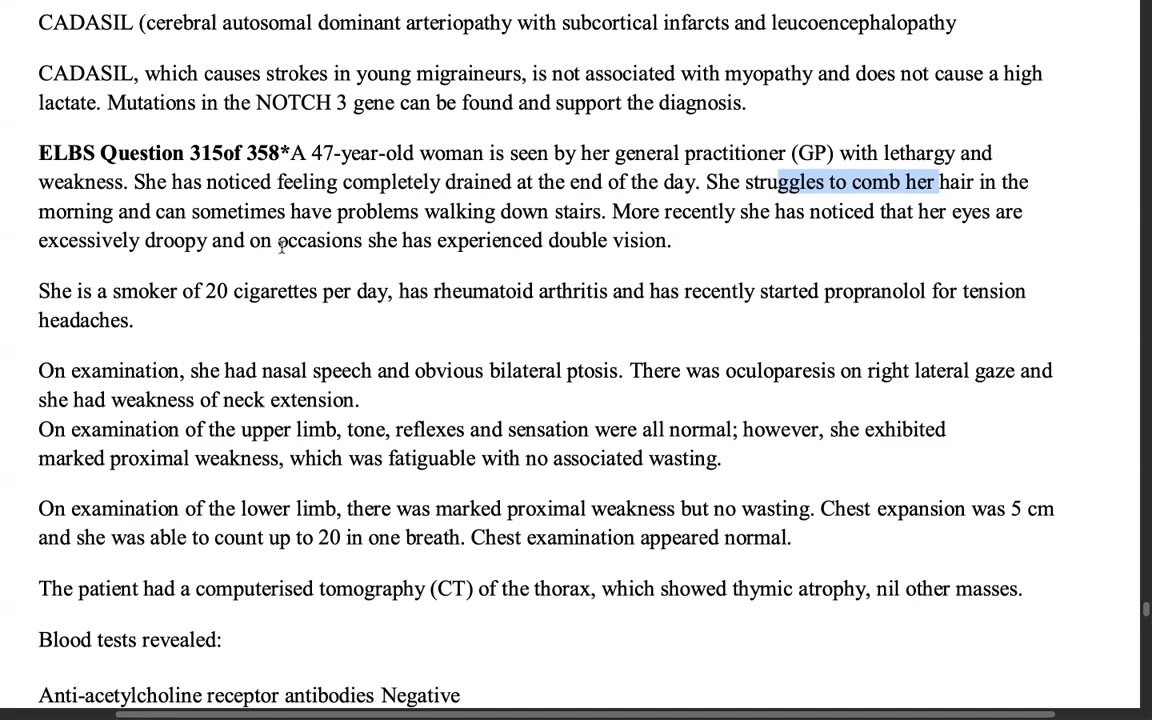 CADASIL (cerebral autosomal dominant arteriopathy with subcortical infarcts and leucoencephalopathy
CADASIL, which causes strokes in young migraineurs, is not associated with myopathy and does not cause a high
lactate. Mutations in the NOTCH 3 gene can be found and support the diagnosis.
ELBS Question 315of 358*A 47-year-old woman is seen by her general practitioner (GP) with lethargy and
weakness. She has noticed feeling completely drained at the end of the day. She struggles to comb her hair in the
morning and can sometimes have problems walking down stairs. More recently she has noticed that her eyes are
excessively droopy and on occasions she has experienced double vision.
She is a smoker of 20 cigarettes per day, has rheumatoid arthritis and has recently started propranolol for tension
headaches.
On examination, she had nasal speech and obvious bilateral ptosis. There was oculoparesis on right lateral gaze and
she had weakness of neck extension.
On examination of the upper limb, tone, reflexes and sensation were all normal; however, she exhibited
marked proximal weakness, which was fatiguable with no associated wasting.
On examination of the lower limb, there was marked proximal weakness but no wasting. Chest expansion was 5 cm
and she was able to count up to 20 in one breath. Chest examination appeared normal.
The patient had a computerised tomography (CT) of the thorax, which showed thymic atrophy, nil other masses.
Blood tests revealed:
Anti-acetylcholine receptor antibodies Negative